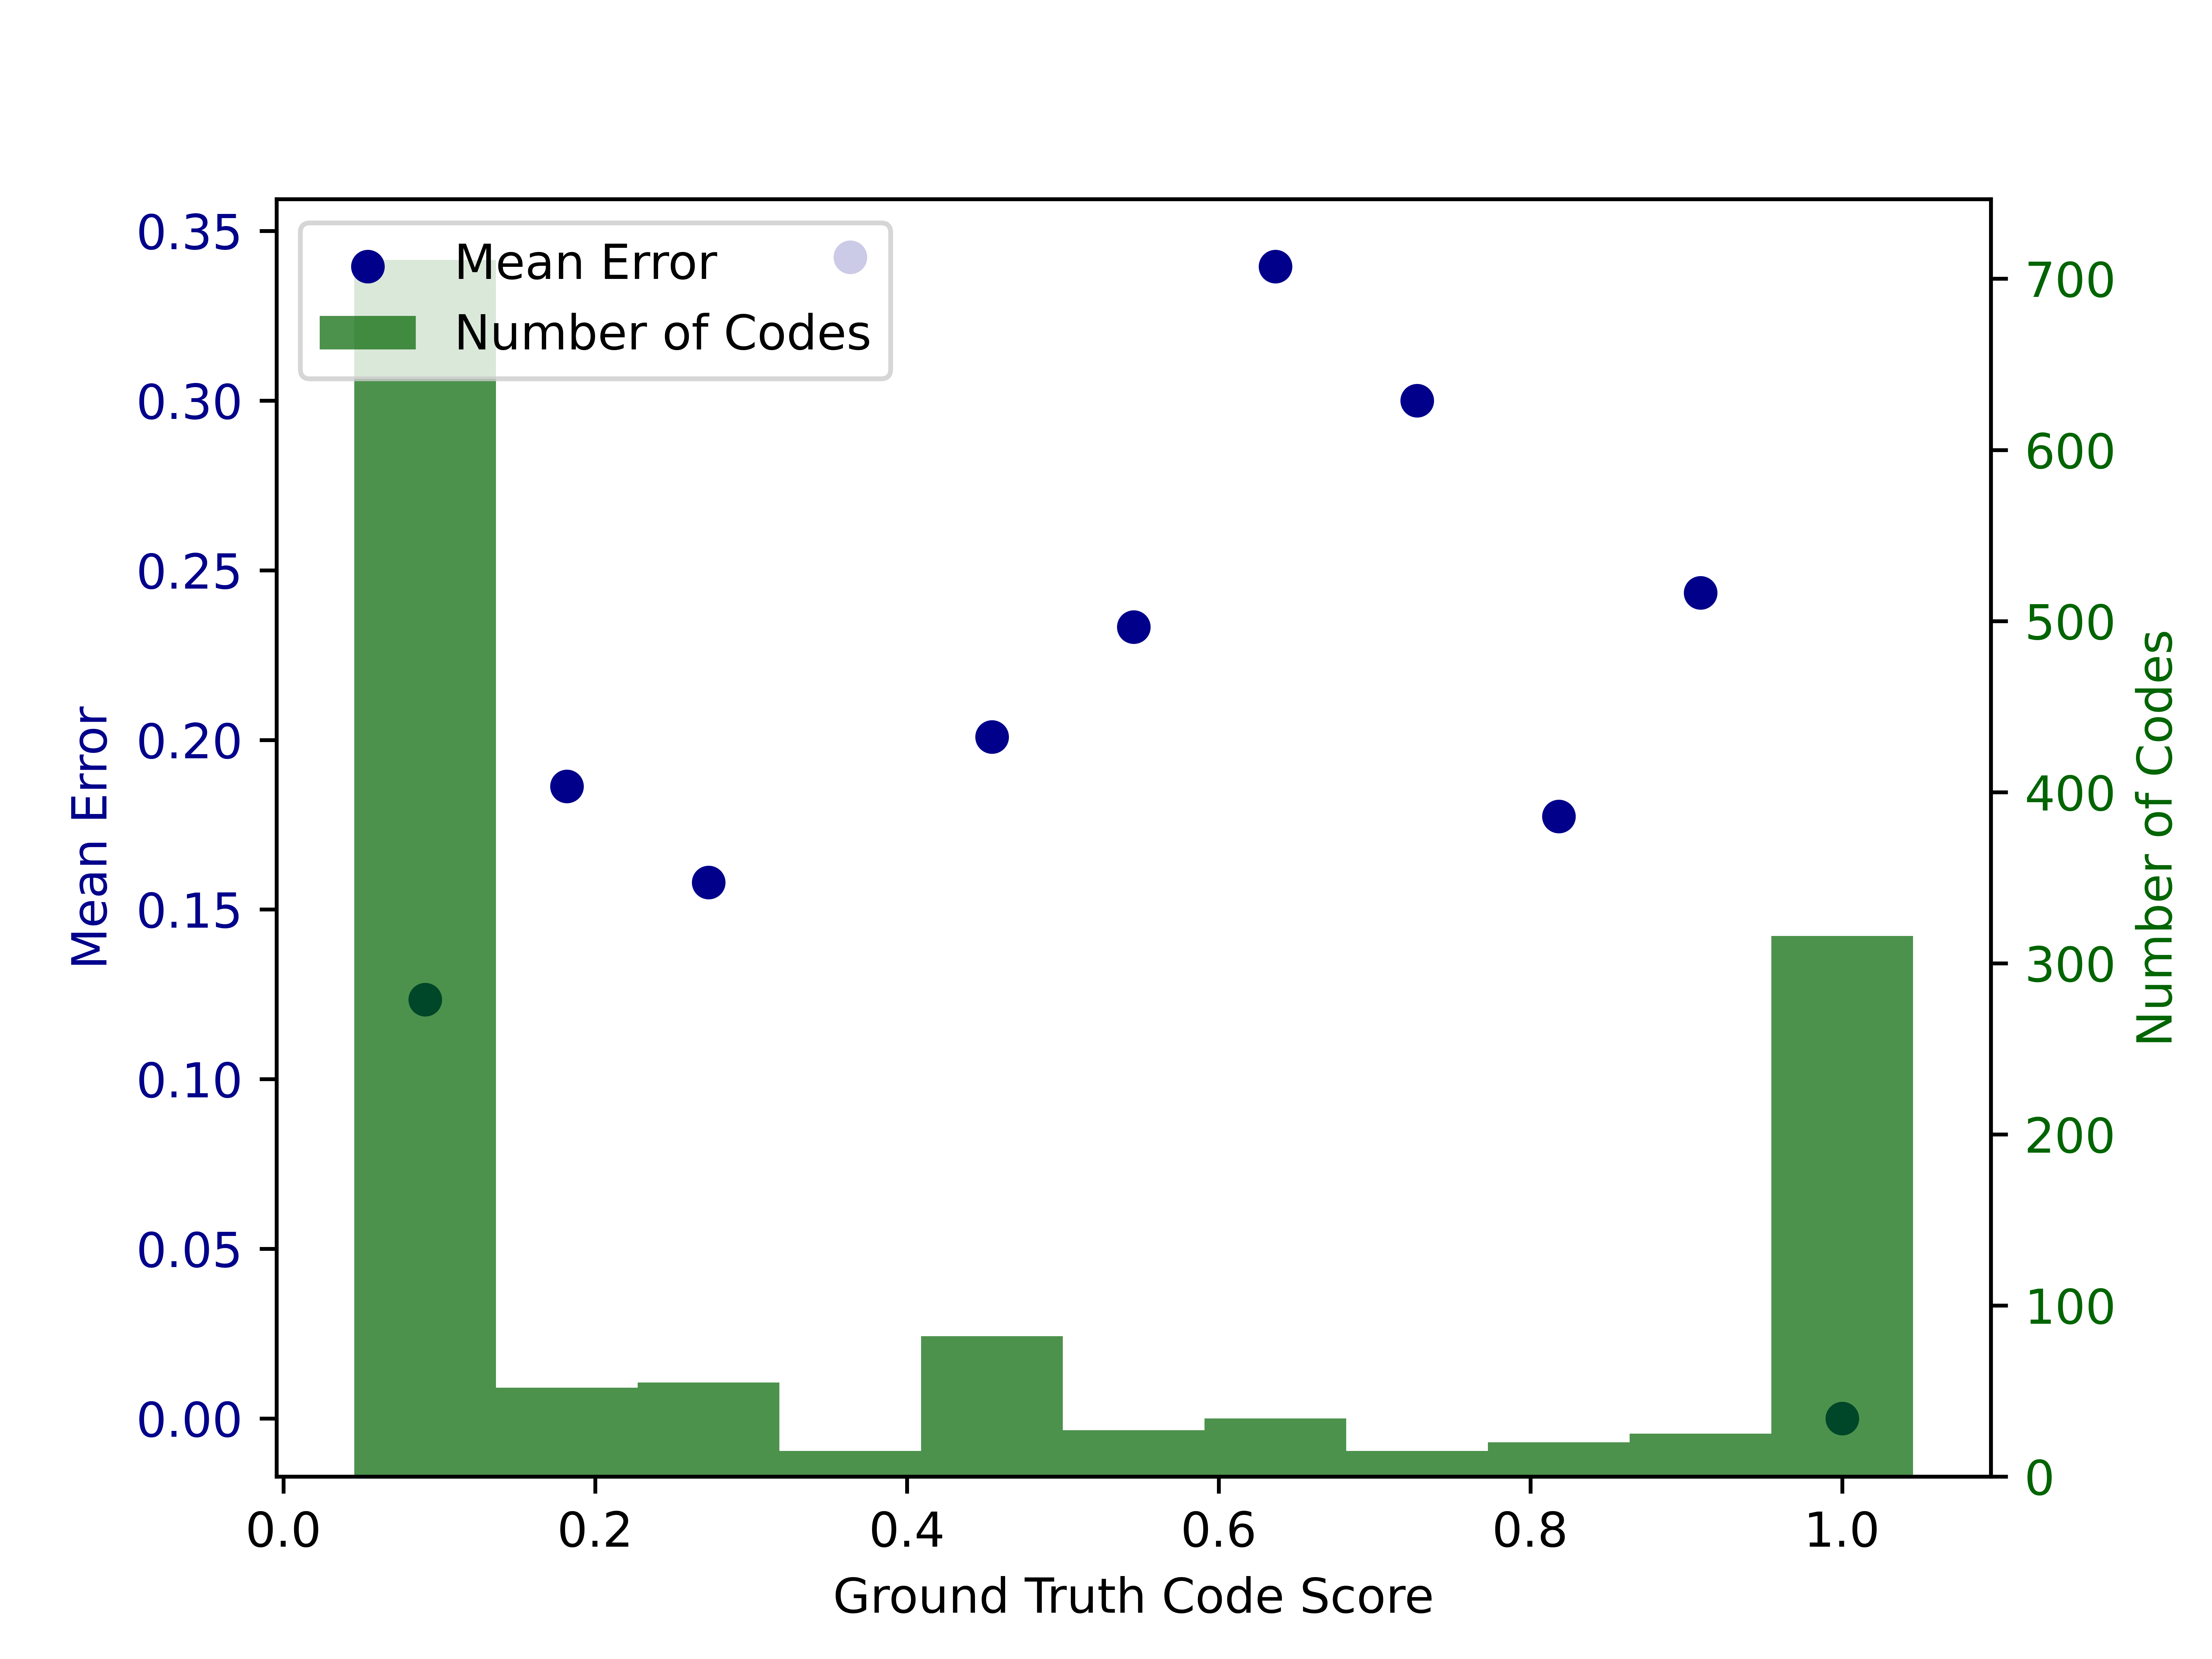 Mean Error
Number of Codes
0.35
0.30
0.25
0.20
0.15
0.10
0.05
0.00
Mean Error
700
600
500
400
300
200
100
0
Number of Codes
0.0 0.2 0.4 0.6 0.8 1.0
Ground Truth Code Score